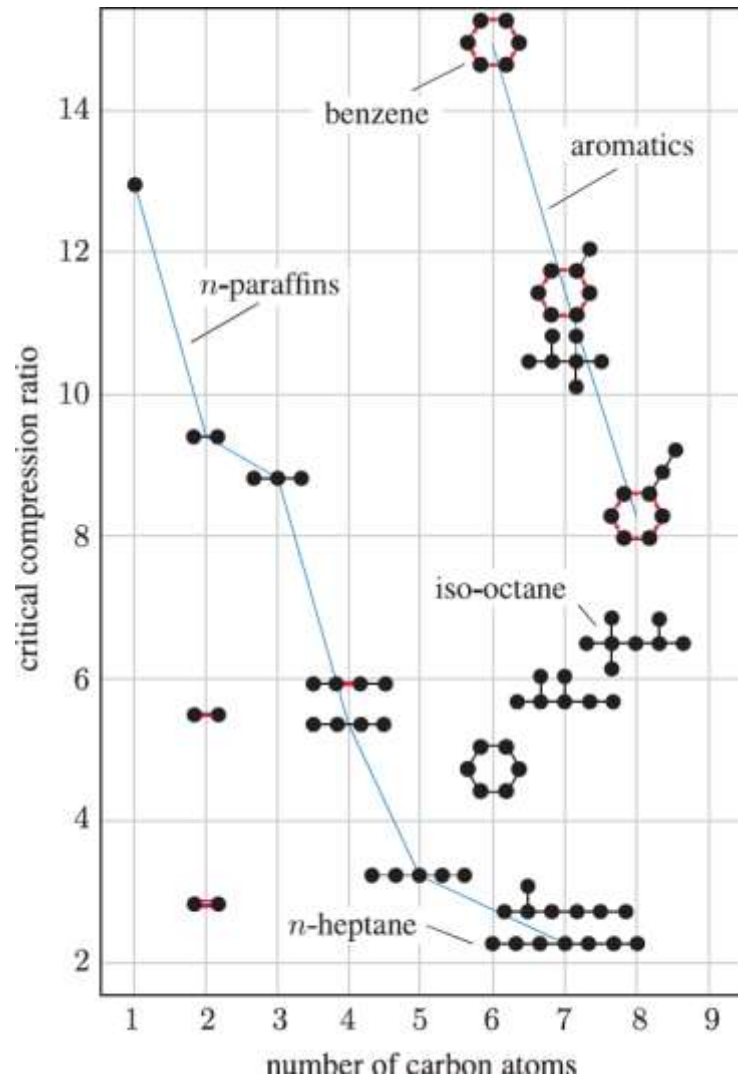 14
12
10
8
6
4
2
critical compression ratio
benzene
aromatics
n-paraffins
iso-octane
n-heptane
1 2 3 4 5 6 7 8 9
number of carbon atoms